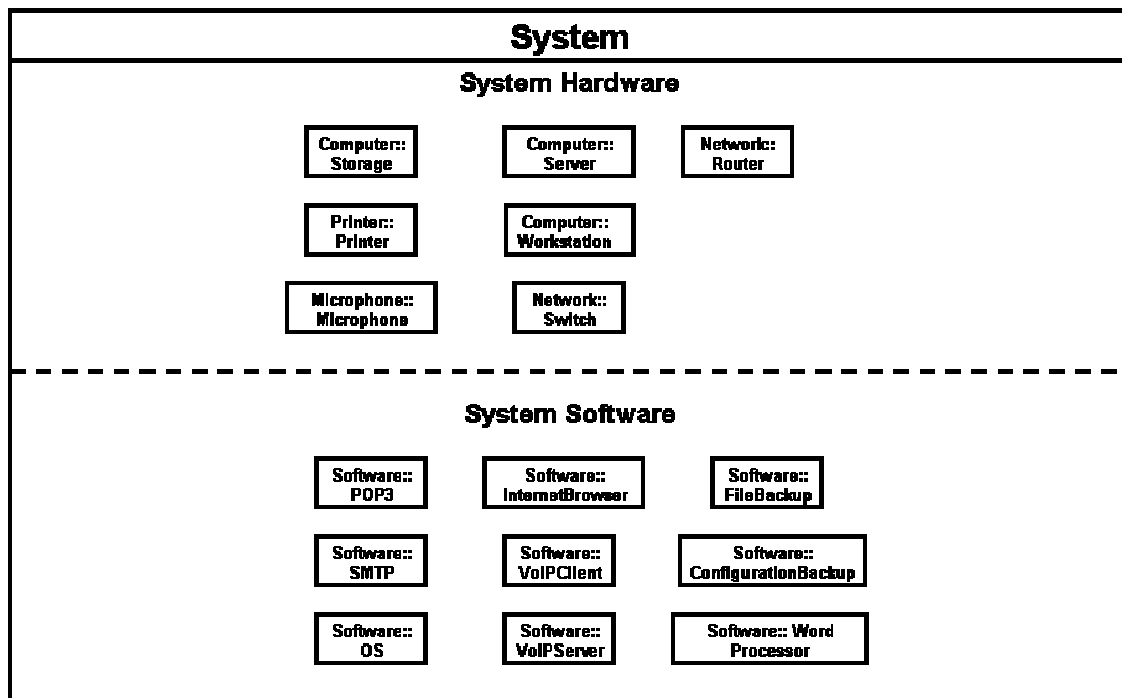 System
System Hardware
Computer::
Storage
Computer::
Server
Network::
Router
Printer::
Printer
Computer::
Workstation
Microphone::
Microphone
Network::
Switch
System Software
Software::
POP3
Software::
InternetBrowser
Software::
FileBackup
Software::
SMTP
Software::
VoIPClient
Software::
ConfigurationBackup
Software::
OS
Software::
VoIPServer
Software:: Word
Processor